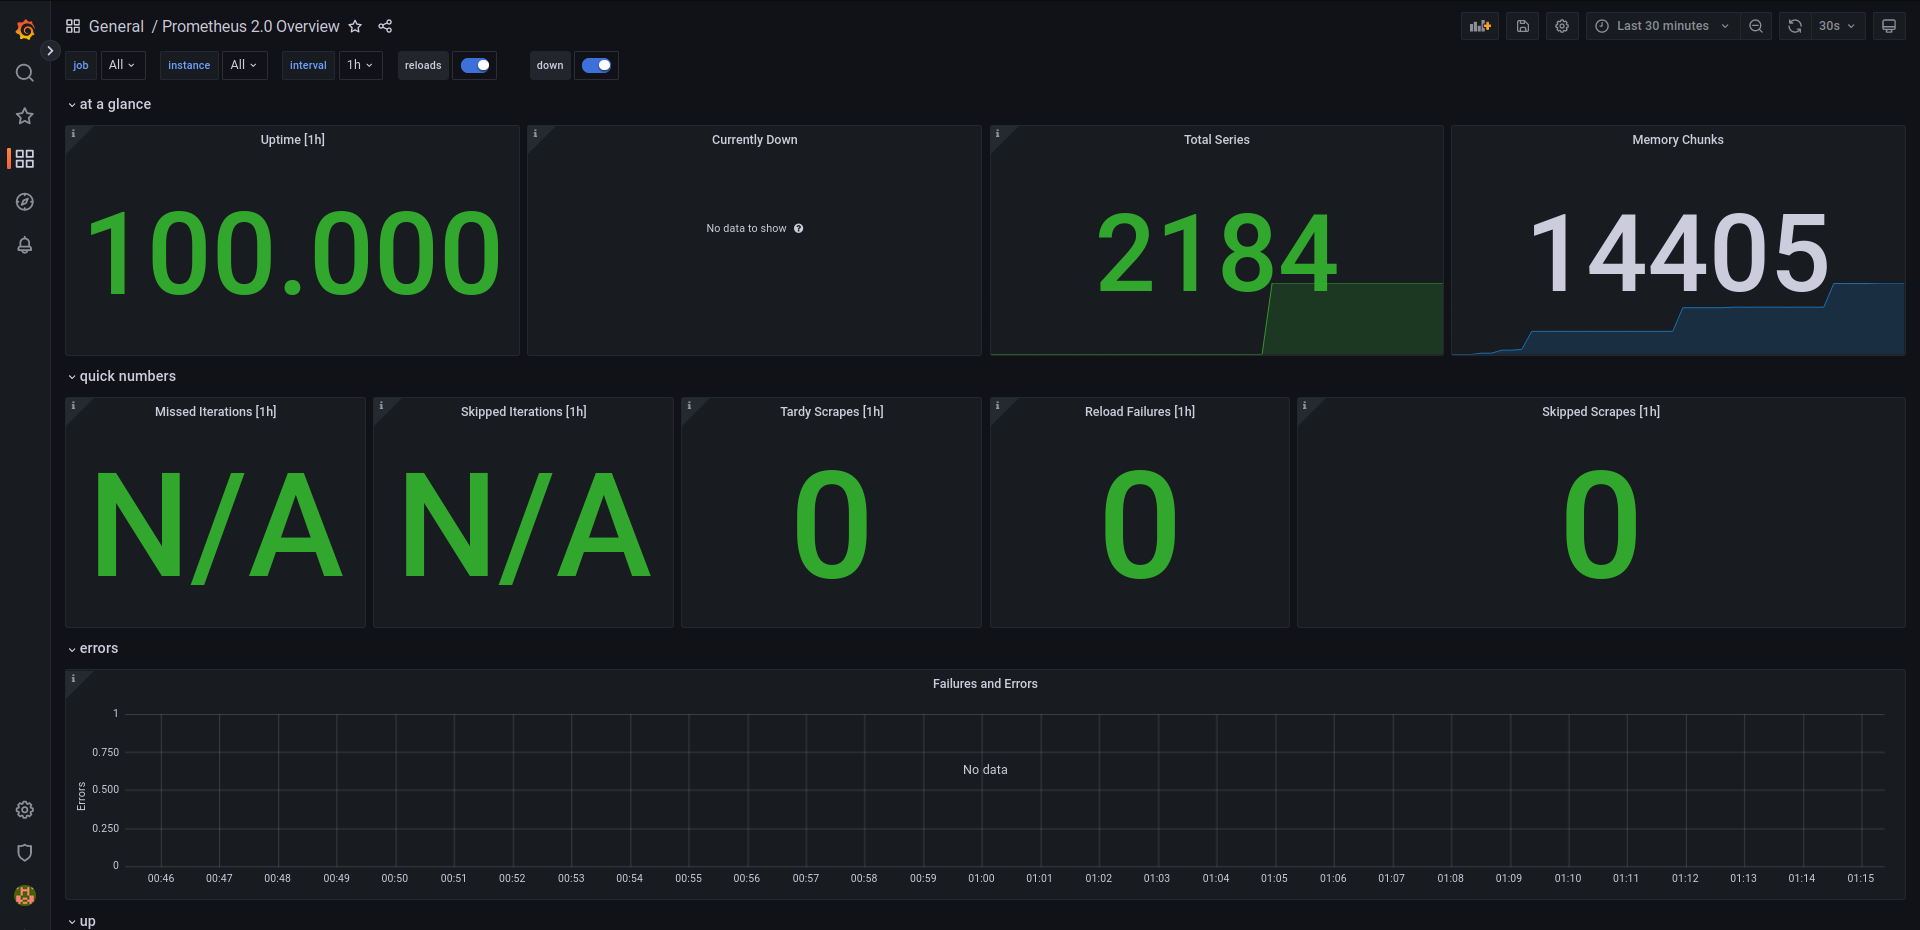 General / Prometheus 2.0 Overview
Last 30 minutes
30s
job All instance All interval 1h reloads down
at a glance
i Uptime [1h]
100.000
i Currently Down
No data to show ?
i Total Series
2184
Memory Chunks
14405
quick numbers
i Missed Iterations [1h]
N/A
i Skipped Iterations [1h]
N/A
i Tardy Scrapes [1h]
0
i Reload Failures [1h]
0
i Skipped Scrapes [1h]
0
errors
i Failures and Errors
Errors
1
0.750
0.500
0.250
0
No data
00:46 00:47 00:48 00:49 00:50 00:51 00:52 00:53 00:54 00:55 00:56 00:57 00:58 00:59 01:00 01:01 01:02 01:03 01:04 01:05 01:06 01:07 01:08 01:09 01:10 01:11 01:12 01:13 01:14 01:15
up